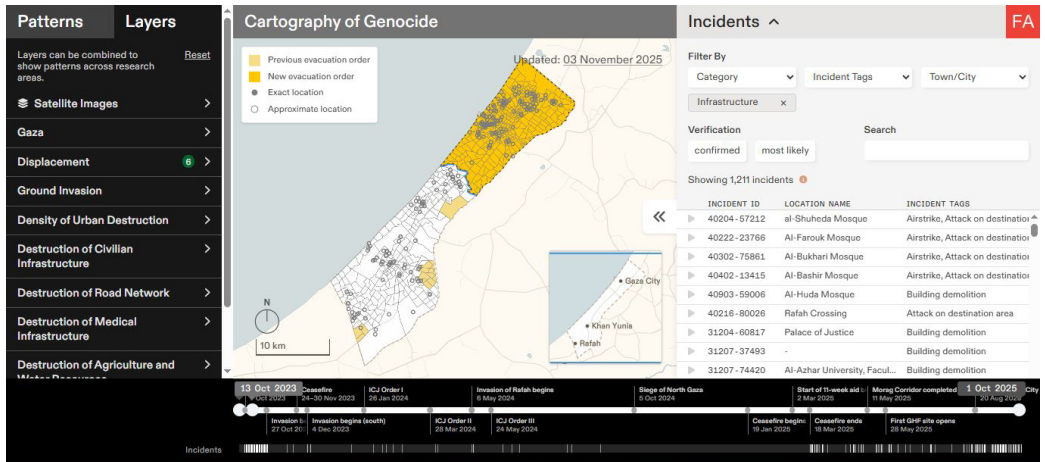 Patterns
Layers
Layers can be combined to
show patterns across research
areas.
Reset
Satellite Images
Gaza
Displacement
6
Ground Invasion
Density of Urban Destruction
Destruction of Civilian
Infrastructure
Destruction of Road Network
Destruction of Medical
Infrastructure
Destruction of Agriculture and
Water Resources
Cartography of Genocide
Updated: 03 November 2025
Previous evacuation order
New evacuation order
Exact location
Approximate location
N
10 km
Gaza City
Khan Yunis
Rafah
Incidents
FA
Filter By
Category
Incident Tags
Town/City
Infrastructure x
Verification
Search
confirmed
most likely
Showing 1,211 incidents
INCIDENT ID LOCATION NAME INCIDENT TAGS
40204-57212 al-Shuheda Mosque Airstrike, Attack on destination
40222-23766 Al-Farouk Mosque Airstrike, Attack on destination
40302-75861 Al-Bukhari Mosque Airstrike, Attack on destination
40402-13415 Al-Bashir Mosque Airstrike, Attack on destination
40903-59006 Al-Huda Mosque Building demolition
40216-80026 Rafah Crossing Attack on destination area
31204-60817 Palace of Justice Building demolition
31207-37493 - Building demolition
31207-74420 Al-Azhar University, Facul... Building demolition
13 Oct 2023
Oct 2023
Ceasefire
24–30 Nov 2023
ICJ Order I
26 Jan 2024
Invasion of Rafah begins
6 May 2024
Siege of North Gaza
5 Oct 2024
Start of 11-week aid
2 Mar 2025
Morag Corridor completed
11 May 2025
1 Oct 2025
City
20 Aug
Invasion
27 Oct 20
Invasion begins (south)
4 Dec 2023
ICJ Order II
28 Mar 2024
ICJ Order III
24 May 2024
Ceasefire begins
19 Jan 2025
Ceasefire ends
18 Mar 2025
First GHF site opens
28 May 2025
Incidents